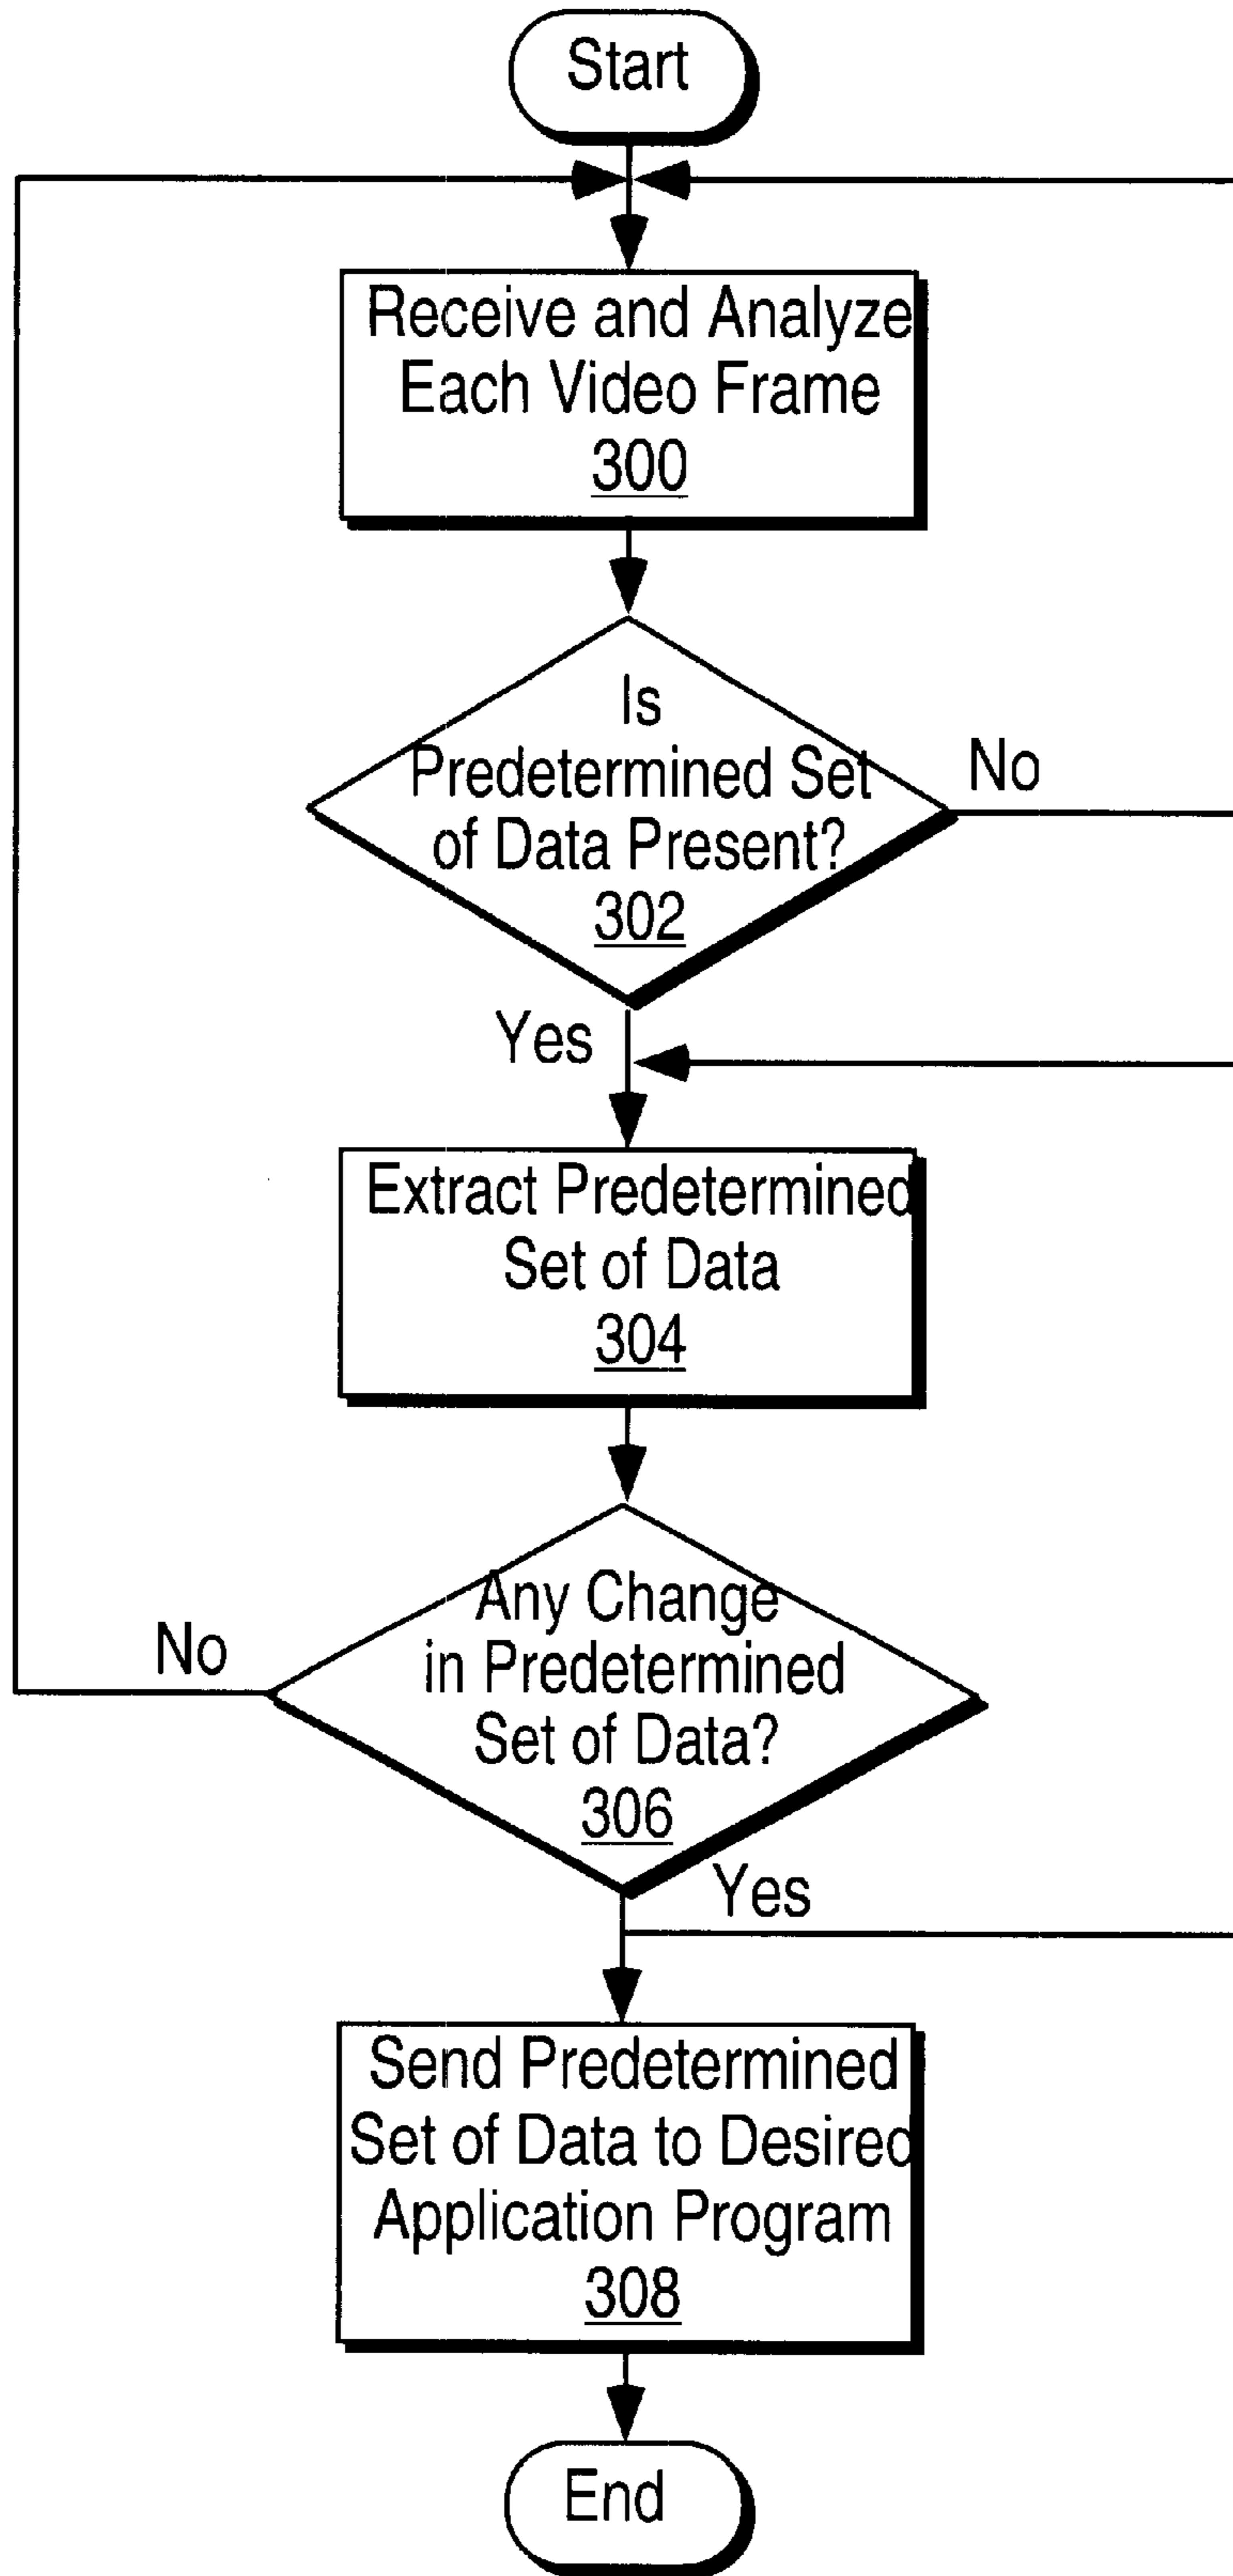 Start
Receive and Analyze
Each Video Frame
300
Is
Predetermined Set
of Data Present?
302
No
Yes
Extract Predetermined
Set of Data
304
Any Change
in Predetermined
Set of Data?
306
No
Yes
Send Predetermined
Set of Data to Desired
Application Program
308
End